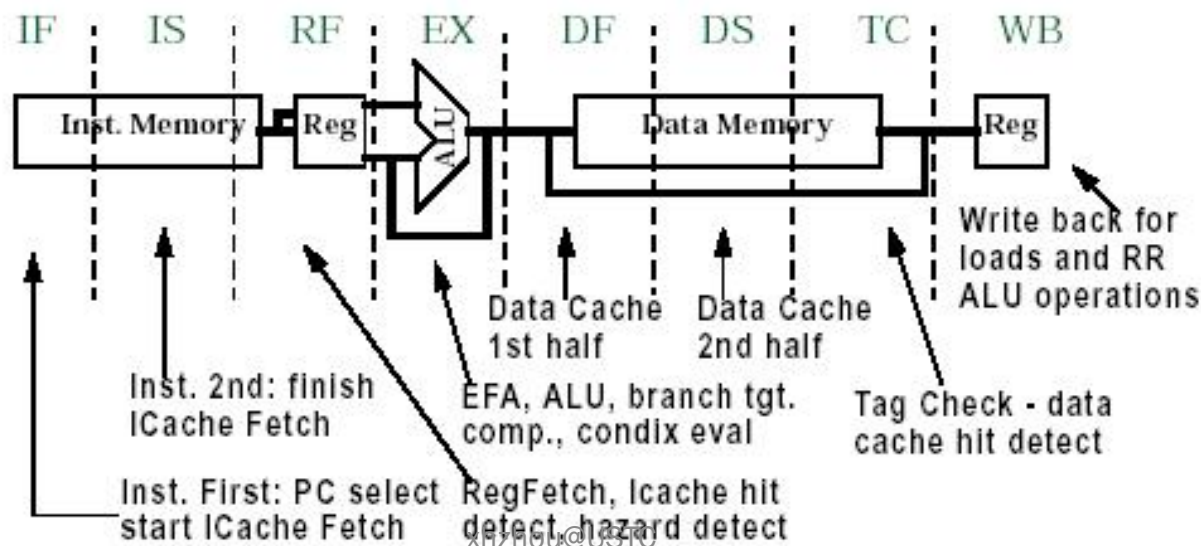 IF IS RF EX DF DS TC WB
Inst. Memory Reg ALU Data Memory Reg
Write back for
loads and RR
ALU operations
Data Cache
1st half
Data Cache
2nd half
Inst. 2nd: finish
ICache Fetch
EFA, ALU, branch tgt.
comp., condix eval
Tag Check - data
cache hit detect
Inst. First: PC select
start ICache Fetch
RegFetch, Icache hit
detect, hazard detect
xhzhou@USTC